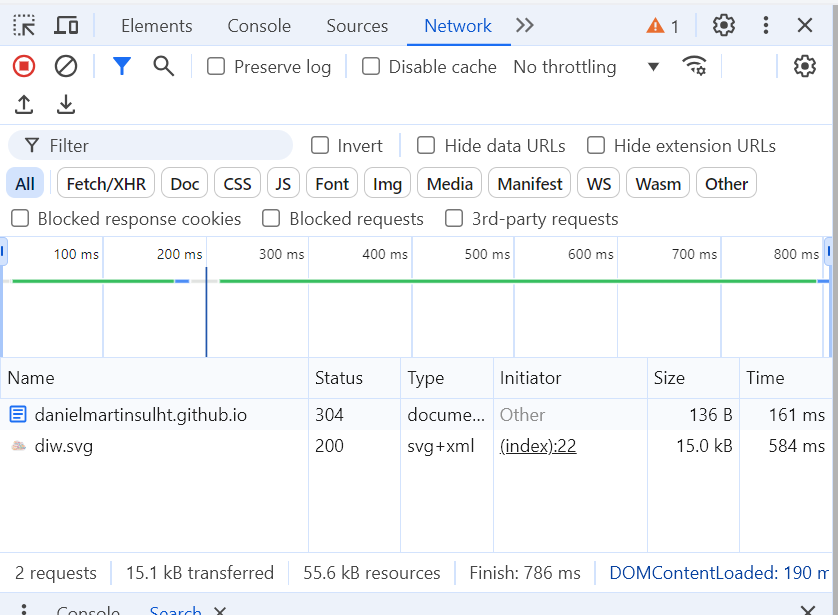 Elements Console Sources Network 1
Preserve log Disable cache No throttling
Filter Invert Hide data URLs Hide extension URLs
All Fetch/XHR Doc CSS JS Font Img Media Manifest WS Wasm Other
Blocked response cookies Blocked requests 3rd-party requests
100 ms 200 ms 300 ms 400 ms 500 ms 600 ms 700 ms 800 ms
Name Status Type Initiator Size Time
danielmartinsulht.github.io 304 docume... Other 136 B 161 ms
diw.svg 200 svg+xml (index):22 15.0 kB 584 ms
2 requests 15.1 kB transferred 55.6 kB resources Finish: 786 ms DOMContentLoaded: 190 m
Console Search